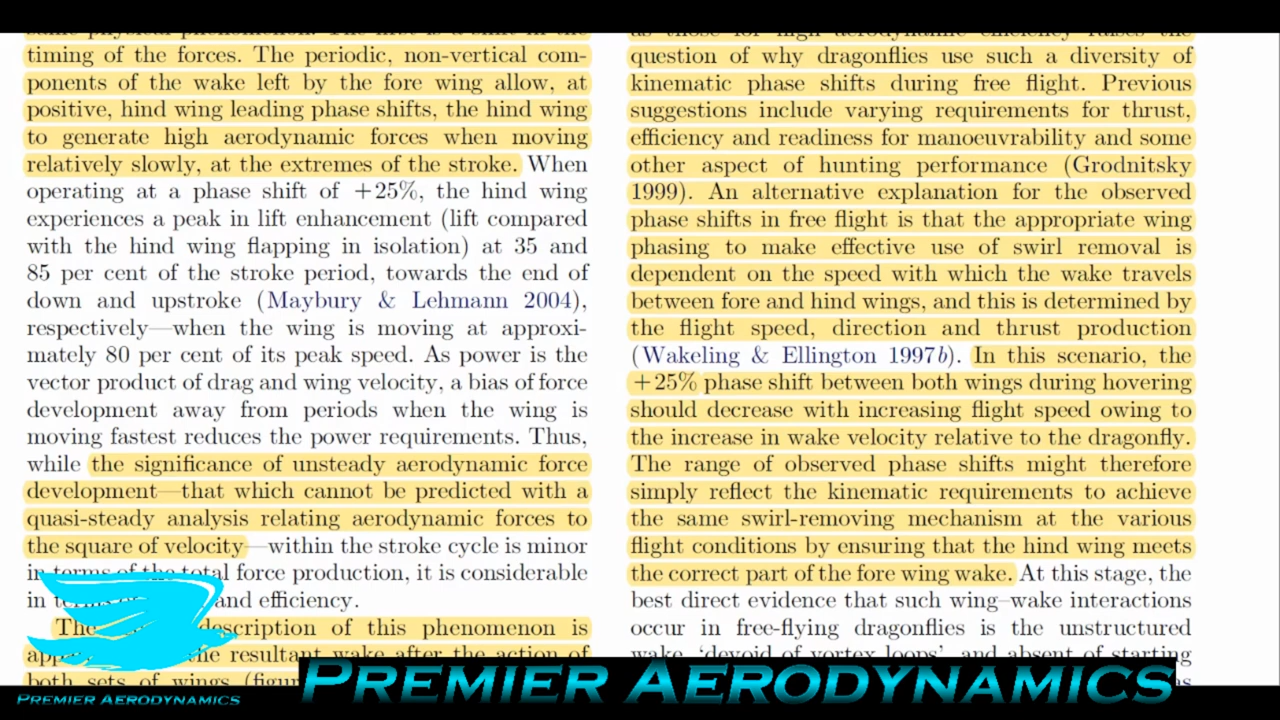 timing of the forces. The periodic, non-vertical com-
ponents of the wake left by the fore wing allow, at
positive, hind wing leading phase shifts, the hind wing
to generate high aerodynamic forces when moving
relatively slowly, at the extremes of the stroke. When
operating at a phase shift of +25%, the hind wing
experiences a peak in lift enhancement (lift compared
with the hind wing flapping in isolation) at 35 and
85 per cent of the stroke period, towards the end of
down and upstroke (Maybury & Lehmann 2004),
respectively—when the wing is moving at approxi-
mately 80 per cent of its peak speed. As power is the
vector product of drag and wing velocity, a bias of force
development away from periods when the wing is
moving fastest reduces the power requirements. Thus,
while the significance of unsteady aerodynamic force
development—that which cannot be predicted with a
quasi-steady analysis relating aerodynamic forces to
the square of velocity—within the stroke cycle is minor
in terms of the total force production, it is considerable
in and efficiency.
The description of this phenomenon is
the resultant wake after the action of
both sets of wings
question of why dragonflies use such a diversity of
kinematic phase shifts during free flight. Previous
suggestions include varying requirements for thrust,
efficiency and readiness for manoeuvrability and some
other aspect of hunting performance (Grodnitsky
1999). An alternative explanation for the observed
phase shifts in free flight is that the appropriate wing
phasing to make effective use of swirl removal is
dependent on the speed with which the wake travels
between fore and hind wings, and this is determined by
the flight speed, direction and thrust production
(Wakeling & Ellington 1997b). In this scenario, the
+25% phase shift between both wings during hovering
should decrease with increasing flight speed owing to
the increase in wake velocity relative to the dragonfly.
The range of observed phase shifts might therefore
simply reflect the kinematic requirements to achieve
the same swirl-removing mechanism at the various
flight conditions by ensuring that the hind wing meets
the correct part of the fore wing wake. At this stage, the
best direct evidence that such wing–wake interactions
occur in free-flying dragonflies is the unstructured
wake, 'devoid of vortex loops', and absent of starting
PREMIER AERODYNAMICS
PREMIER AERODYNAMICS